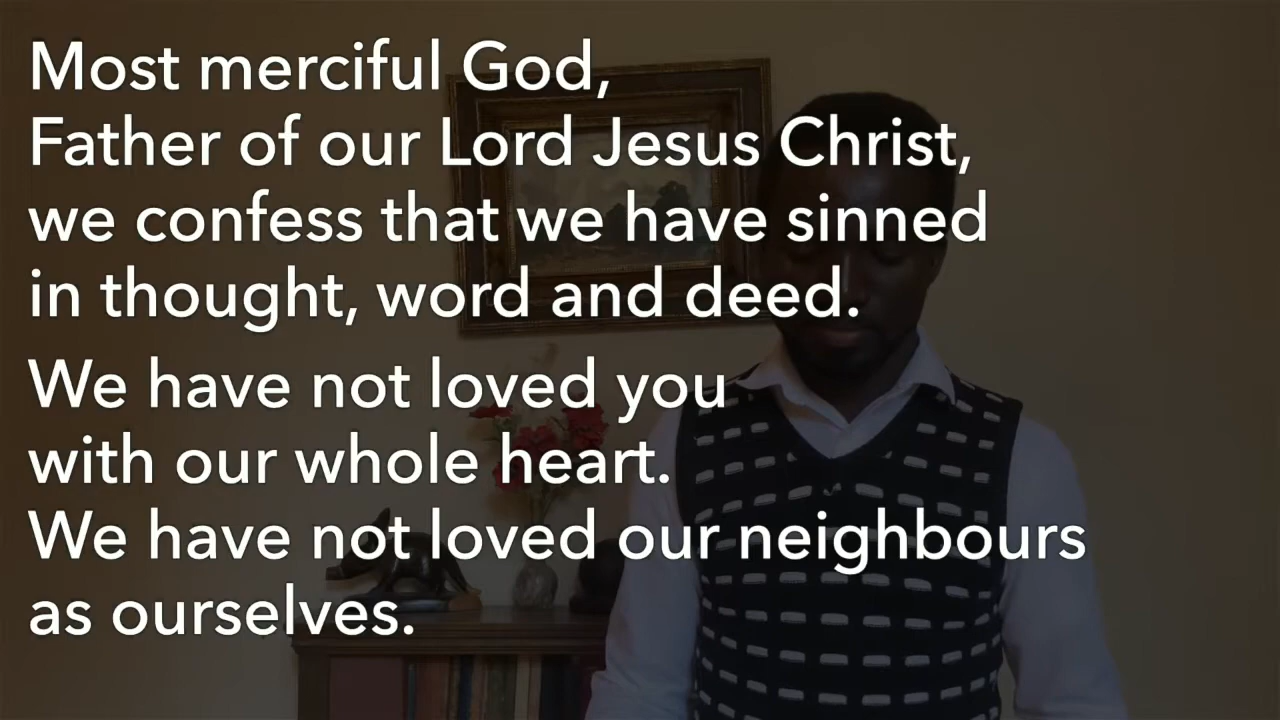 Most merciful God,
Father of our Lord Jesus Christ,
we confess that we have sinned
in thought, word and deed.
We have not loved you
with our whole heart.
We have not loved our neighbours
as ourselves.